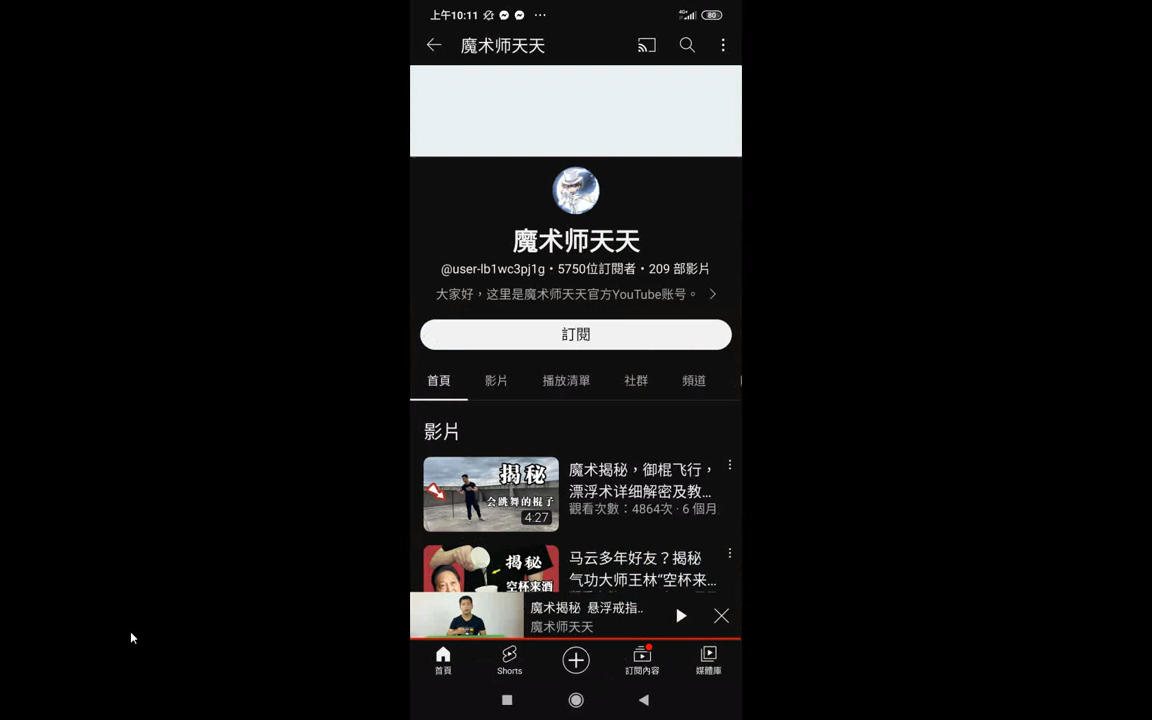 上午10:11
4G+
80
魔术师天天
魔术师天天
@user-lb1wc3pj1g・5750位訂閱者・209 部影片
大家好，这里是魔术师天天官方YouTube账号。
訂閱
首頁 影片 播放清單 社群 頻道
影片
揭秘
会跳舞的棍子
4:27
魔术揭秘，御棍飞行，
漂浮术详细解密及教...
觀看次數：4864次 · 6 個月
揭秘
空杯来酒
马云多年好友？揭秘
气功大师王林“空杯来...
魔术揭秘 悬浮戒指..
魔术师天天
首頁 Shorts 訂閱內容 媒體庫